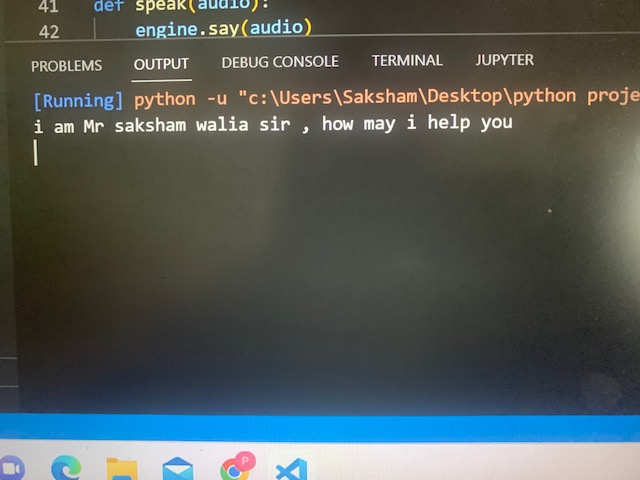 41 def speak(audio):
42 engine.say(audio)
PROBLEMS OUTPUT DEBUG CONSOLE TERMINAL JUPYTER
[Running] python -u "c:\Users\Saksham\Desktop\python proje
i am Mr saksham walia sir , how may i help you
P